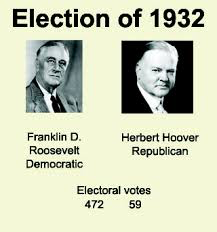 Election of 1932
Franklin D.
Roosevelt
Democratic
Herbert Hoover
Republican
Electoral votes
472 59